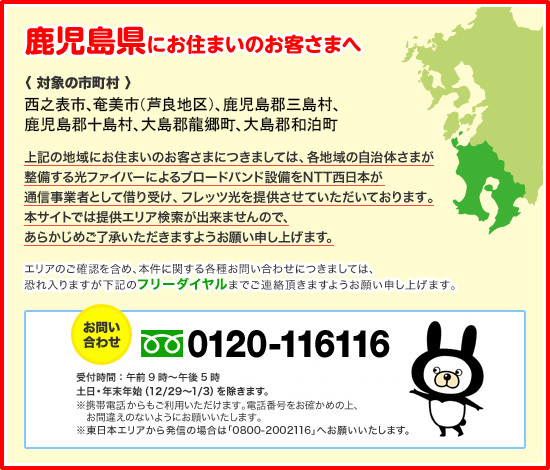 鹿児島県にお住まいのお客さまへ
〈 対象の市町村 〉
西之表市、奄美市（芦良地区）、鹿児島郡三島村、
鹿児島郡十島村、大島郡龍郷町、大島郡和泊町
上記の地域にお住まいのお客さまにつきましては、各地域の自治体さまが
整備する光ファイバーによるブロードバンド設備をNTT西日本が
通信事業者として借り受け、フレッツ光を提供させていただいております。
本サイトでは提供エリア検索が出来ませんので、
あらかじめご了承いただきますようお願い申し上げます。
エリアのご確認を含め、本件に関する各種お問い合わせにつきましては、
恐れ入りますが下記のフリーダイヤルまでご連絡頂きますようお願い申し上げます。
お問い
合わせ
0120-116116
受付時間：午前９時～午後５時
土日・年末年始（12/29～1/3）を除きます。
※携帯電話からもご利用いただけます。電話番号をお確かめの上、
お間違えのないようにお願いいたします。
※東日本エリアから発信の場合は「0800-2002116」へお願いいたします。